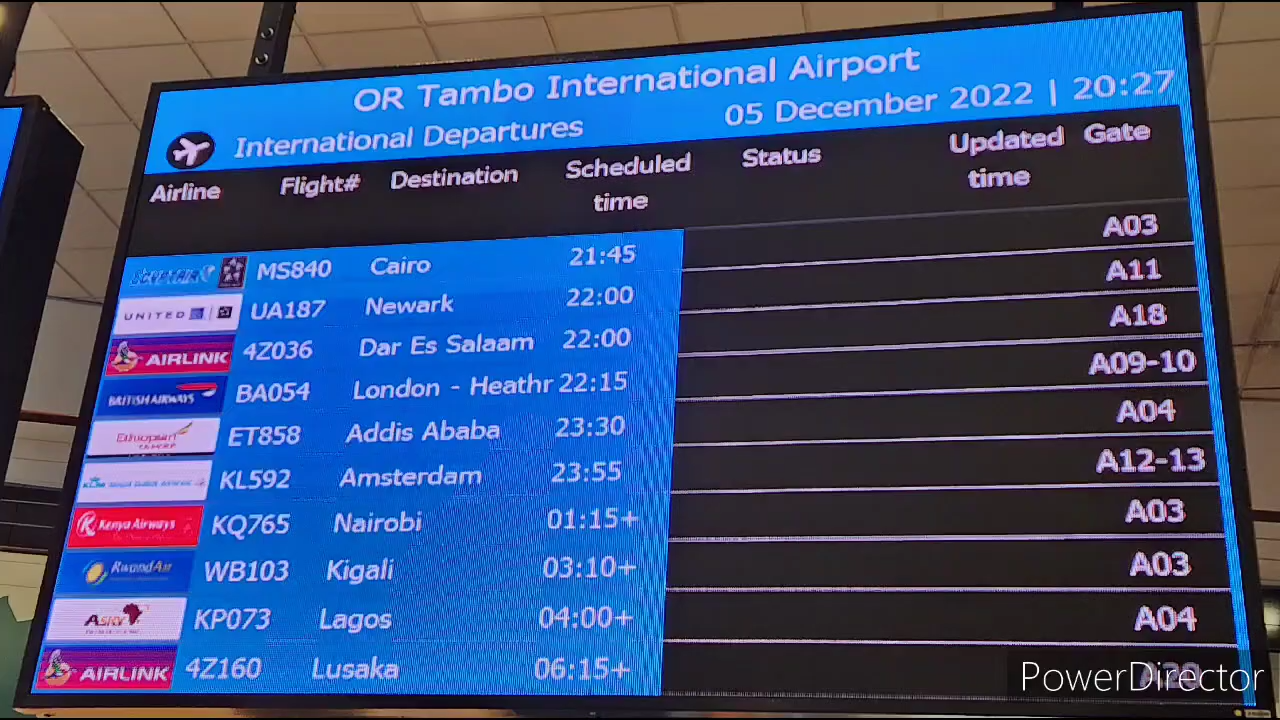 OR Tambo International Airport
International Departures 05 December 2022 | 20:27
Airline Flight# Destination Scheduled time Status Updated time Gate
EGYPTAIR MS840 Cairo 21:45 A03
UNITED UA187 Newark 22:00 A11
AIRLINK 4Z036 Dar Es Salaam 22:00 A18
BRITISH AIRWAYS BA054 London - Heathr 22:15 A09-10
Ethiopian ET858 Addis Ababa 23:30 A04
KLM KL592 Amsterdam 23:55 A12-13
Kenya Airways KQ765 Nairobi 01:15+ A03
RwandAir WB103 Kigali 03:10+ A03
ASKY KP073 Lagos 04:00+ A04
AIRLINK 4Z160 Lusaka 06:15+
PowerDirector